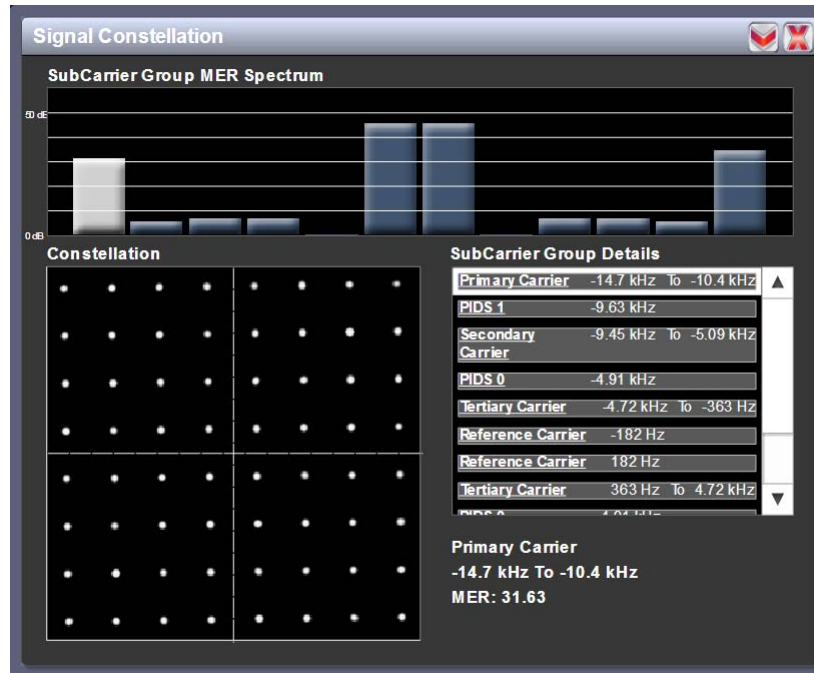 Signal Constellation
SubCarrier Group MER Spectrum
50 dB
0 dB
Constellation
SubCarrier Group Details
Primary Carrier -14.7 kHz To -10.4 kHz
PIDS 1 -9.63 kHz
Secondary -9.45 kHz To -5.09 kHz
Carrier
PIDS 0 -4.91 kHz
Tertiary Carrier -4.72 kHz To -363 Hz
Reference Carrier -182 Hz
Reference Carrier 182 Hz
Tertiary Carrier 363 Hz To 4.72 kHz
Primary Carrier
-14.7 kHz To -10.4 kHz
MER: 31.63